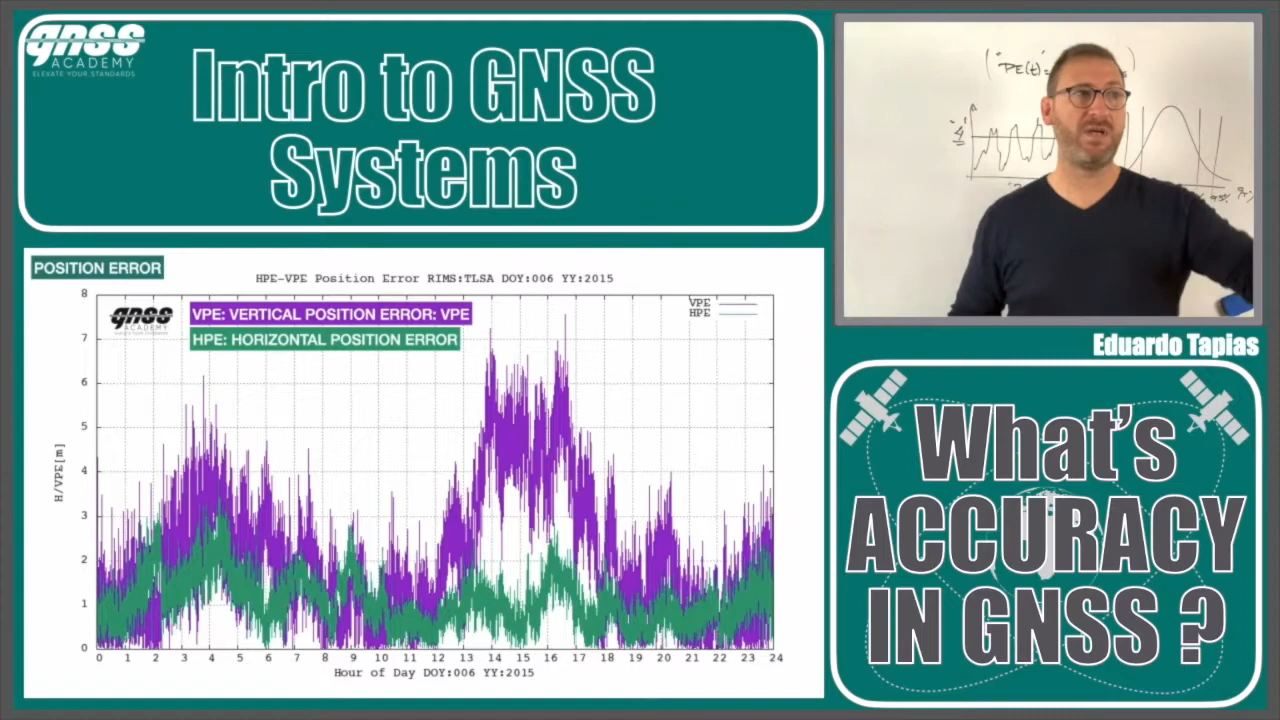 gnss
ACADEMY
ELEVATE YOUR STANDARDS
Intro to GNSS
Systems
POSITION ERROR
HPE-VPE Position Error RIMS:TLSA DOY:006 YY:2015
8
7
6
5
4
3
2
1
0
H/VPE[m]
gnss
ACADEMY
VPE: VERTICAL POSITION ERROR: VPE
HPE: HORIZONTAL POSITION ERROR
VPE
HPE
0 1 2 3 4 5 6 7 8 9 10 11 12 13 14 15 16 17 18 19 20 21 22 23 24
Hour of Day DOY:006 YY:2015
PE(t)=
Eduardo Tapias
What's
ACCURACY
IN GNSS ?